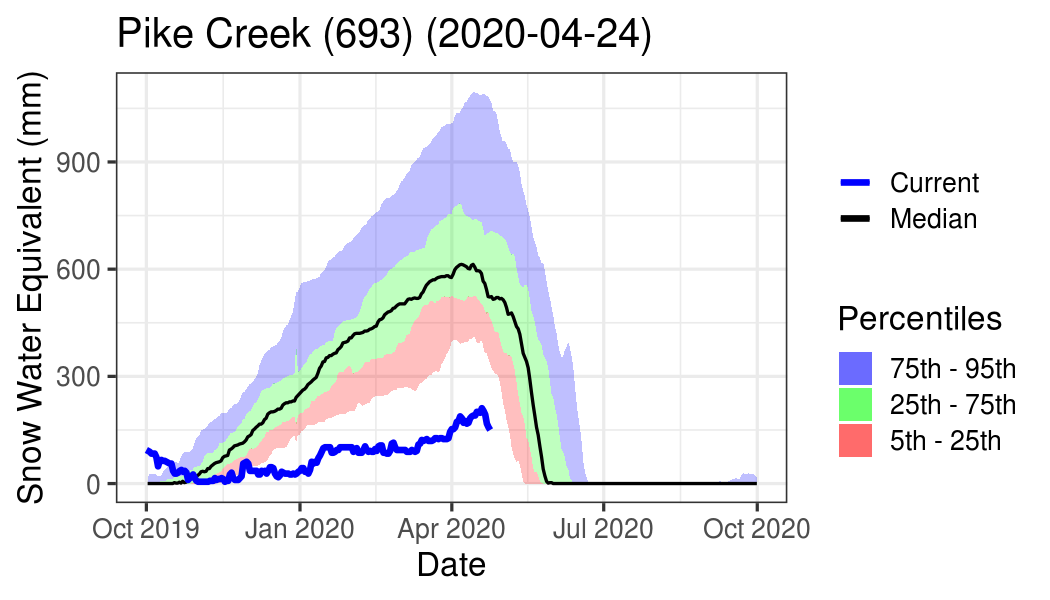 Pike Creek (693) (2020-04-24)
Snow Water Equivalent (mm)
900
600
300
0
Oct 2019
Jan 2020
Apr 2020
Jul 2020
Oct 2020
Date
Current
Median
Percentiles
75th - 95th
25th - 75th
5th - 25th